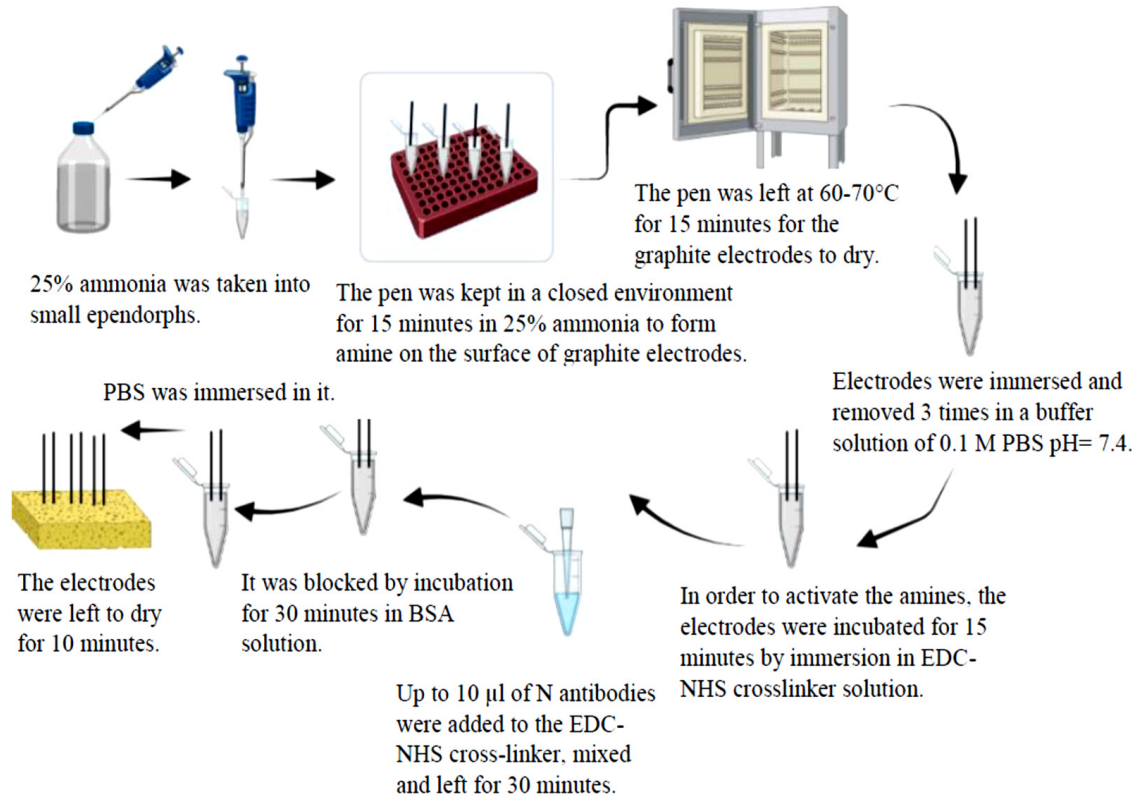 25% ammonia was taken into
small ependorphs.
The pen was kept in a closed environment
for 15 minutes in 25% ammonia to form
amine on the surface of graphite electrodes.
The pen was left at 60-70°C
for 15 minutes for the
graphite electrodes to dry.
Electrodes were immersed and
removed 3 times in a buffer
solution of 0.1 M PBS pH= 7.4.
In order to activate the amines, the
electrodes were incubated for 15
minutes by immersion in EDC-
NHS crosslinker solution.
Up to 10 µl of N antibodies
were added to the EDC-
NHS cross-linker, mixed
and left for 30 minutes.
It was blocked by incubation
for 30 minutes in BSA
solution.
PBS was immersed in it.
The electrodes
were left to dry
for 10 minutes.